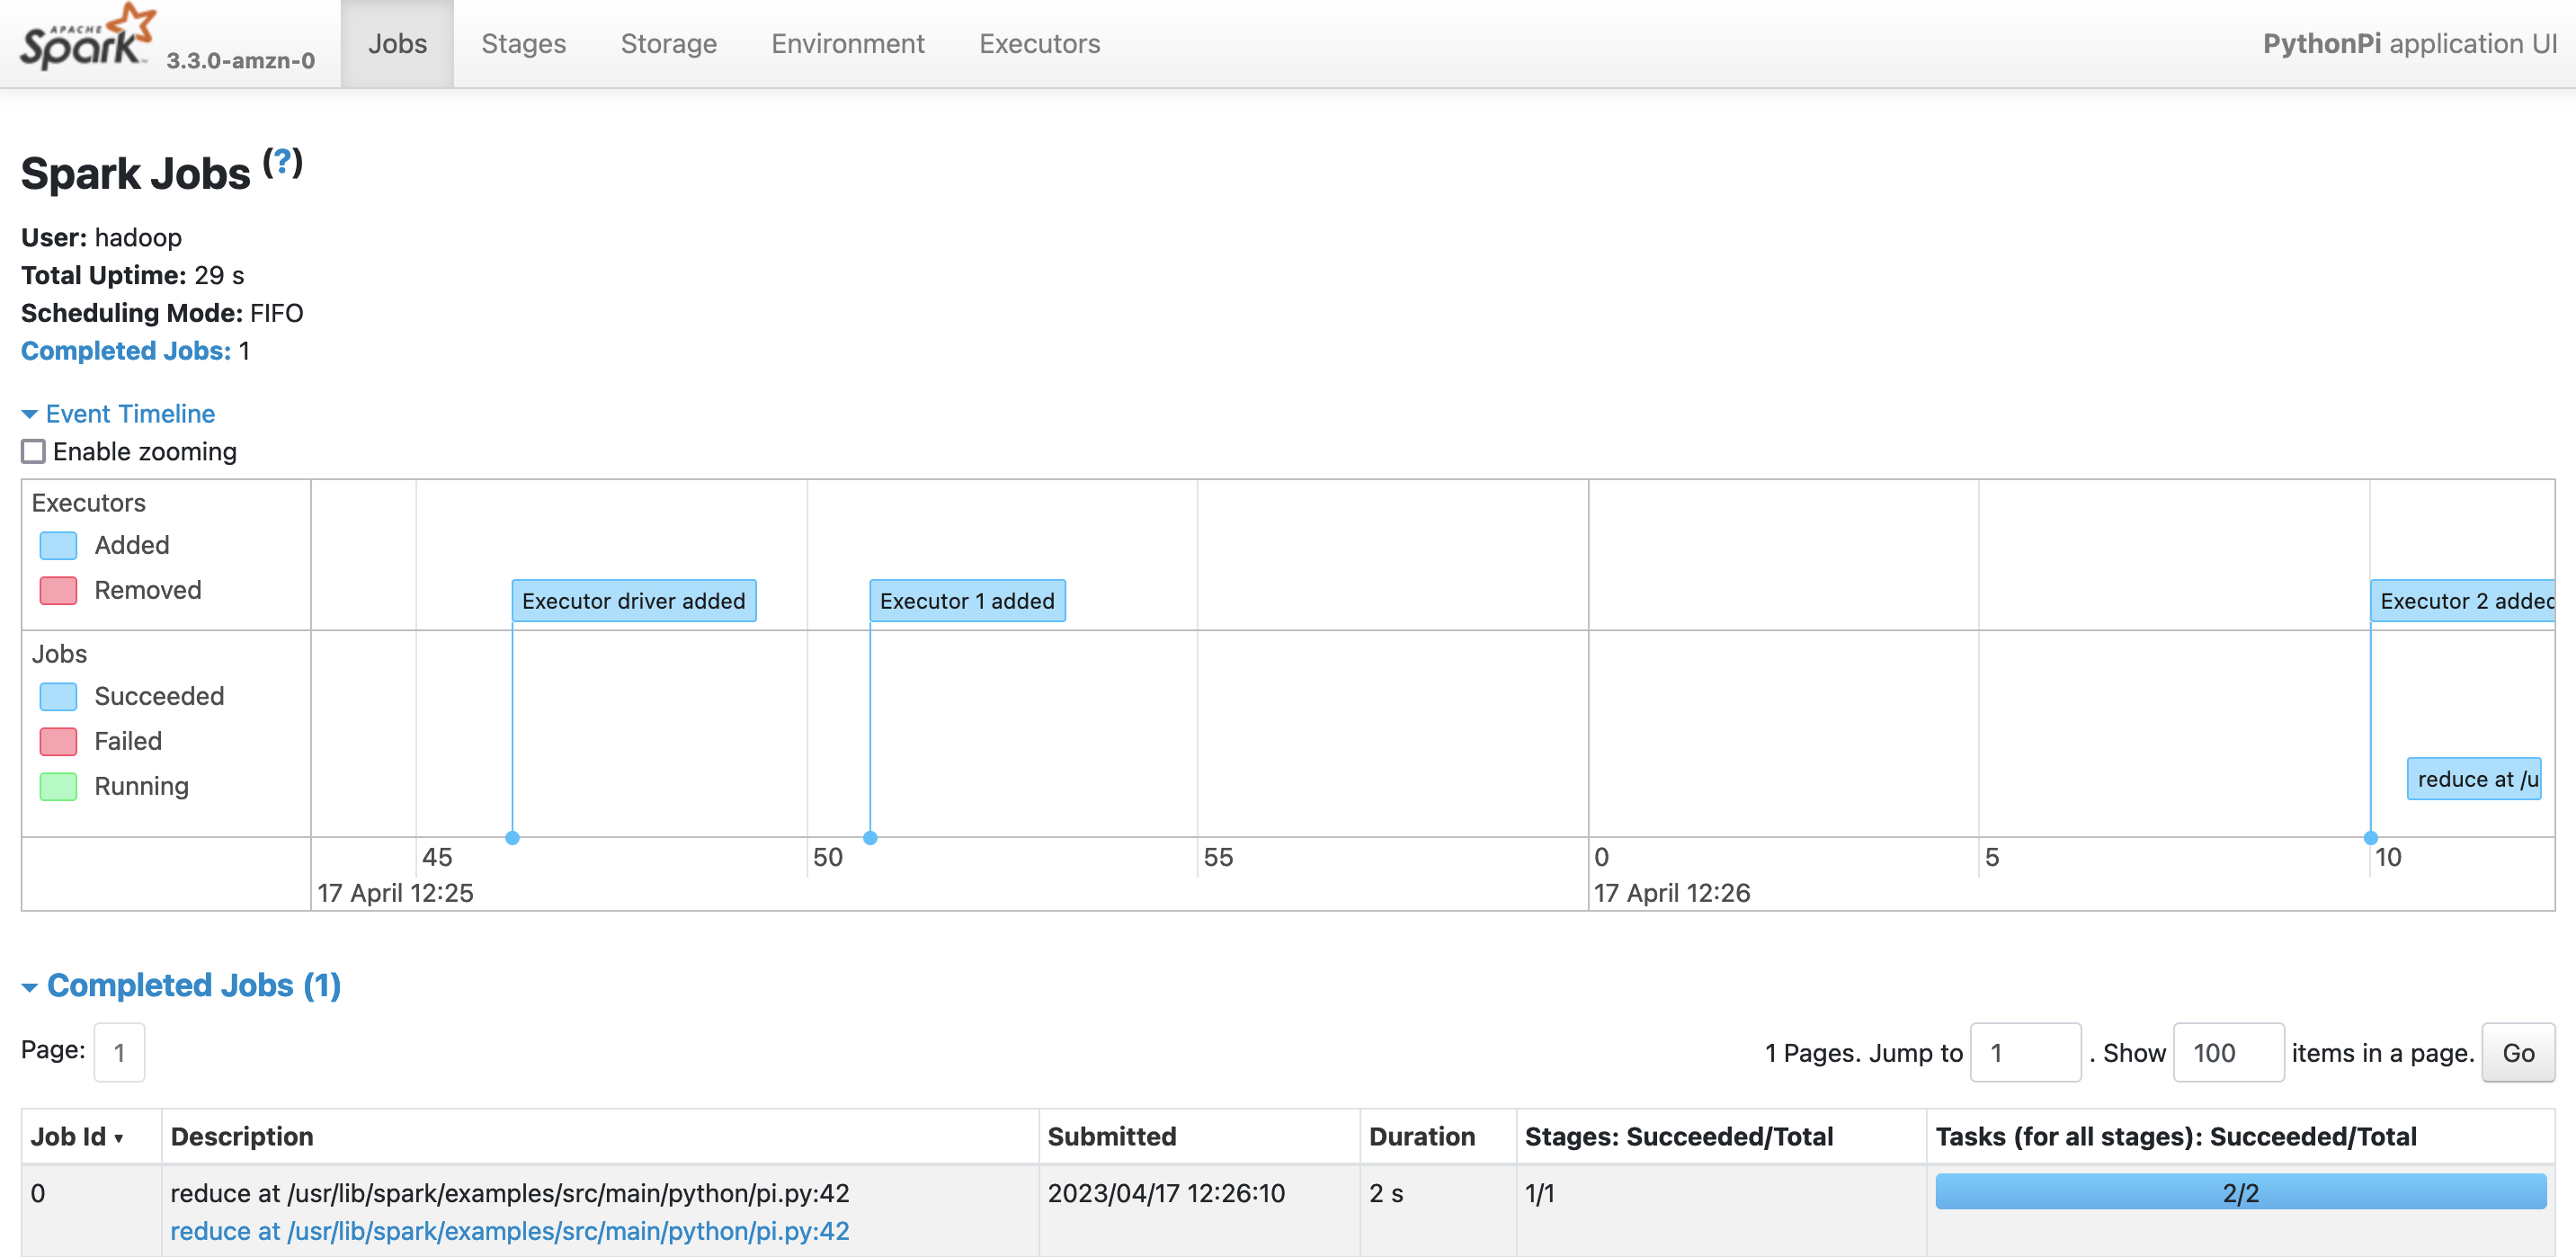 APACHE
Spark™ 3.3.0-amzn-0 Jobs Stages Storage Environment Executors PythonPi application UI
Spark Jobs (?)
User: hadoop
Total Uptime: 29 s
Scheduling Mode: FIFO
Completed Jobs: 1
Event Timeline
Enable zooming
Executors
Added
Removed
Executor driver added Executor 1 added Executor 2 added
Jobs
Succeeded
Failed
Running
reduce at /u
45 50 55 0 5 10
17 April 12:25 17 April 12:26
Completed Jobs (1)
Page: 1 1 Pages. Jump to 1 . Show 100 items in a page. Go
Job Id ▾ Description Submitted Duration Stages: Succeeded/Total Tasks (for all stages): Succeeded/Total
0 reduce at /usr/lib/spark/examples/src/main/python/pi.py:42 2023/04/17 12:26:10 2 s 1/1 2/2
reduce at /usr/lib/spark/examples/src/main/python/pi.py:42